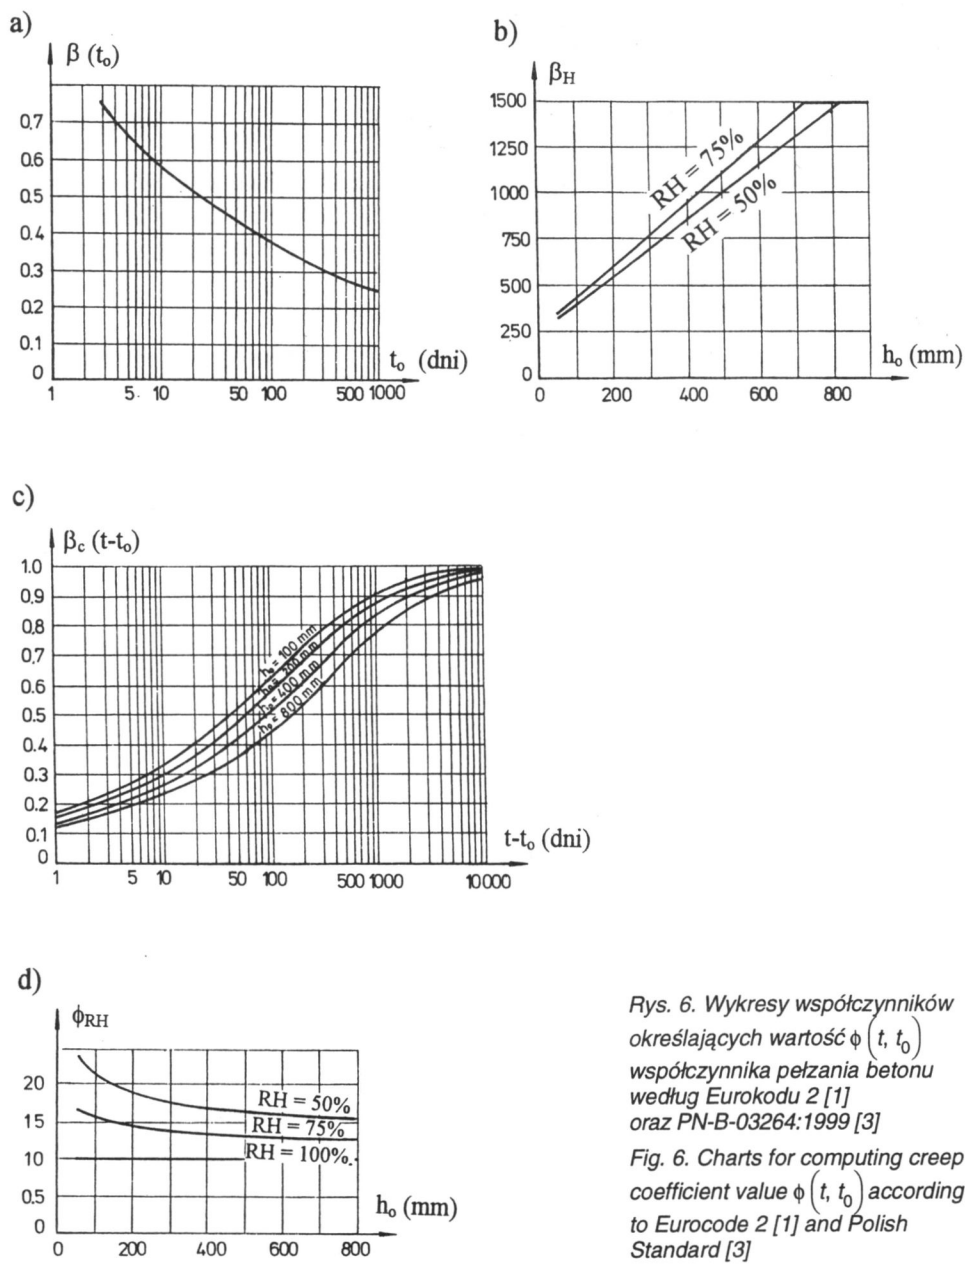 a)
β (t₀)
0,7
0.6
0.5
0.4
0.3
0.2
0.1
0
1 5 10 50 100 500 1000
t₀ (dni)
b)
β_H
1500
1250
1000
750
500
250
0
0 200 400 600 800
RH = 75%
RH = 50%
h₀ (mm)
c)
β_c (t-t₀)
1.0
0,9
0,8
0,7
0.6
0.5
0.4
0.3
0.2
0.1
0
1 5 10 50 100 500 1000 10000
h₀ = 100 mm
h₀ = 200 mm
h₀ = 400 mm
h₀ = 800 mm
t-t₀ (dni)
d)
ϕ_RH
20
15
10
0,5
0
0 200 400 600 800
RH = 50%
RH = 75%
RH = 100%
h₀ (mm)
Rys. 6. Wykresy współczynników
określających wartość ϕ (t, t₀)
współczynnika pełzania betonu
według Eurokodu 2 [1]
oraz PN-B-03264:1999 [3]
Fig. 6. Charts for computing creep
coefficient value ϕ (t, t₀) according
to Eurocode 2 [1] and Polish
Standard [3]